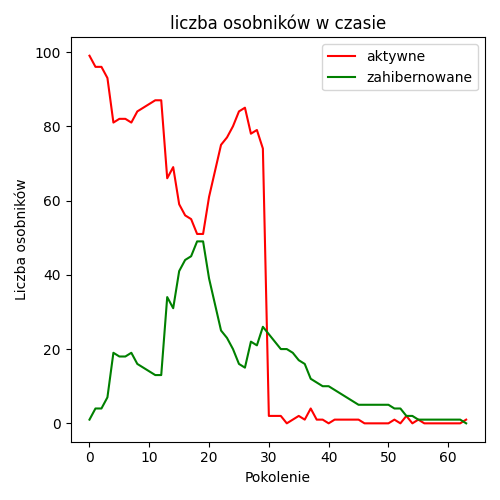 liczba osobników w czasie
aktywne
zahibernowane
Liczba osobników
100
80
60
40
20
0
0 10 20 30 40 50 60
Pokolenie